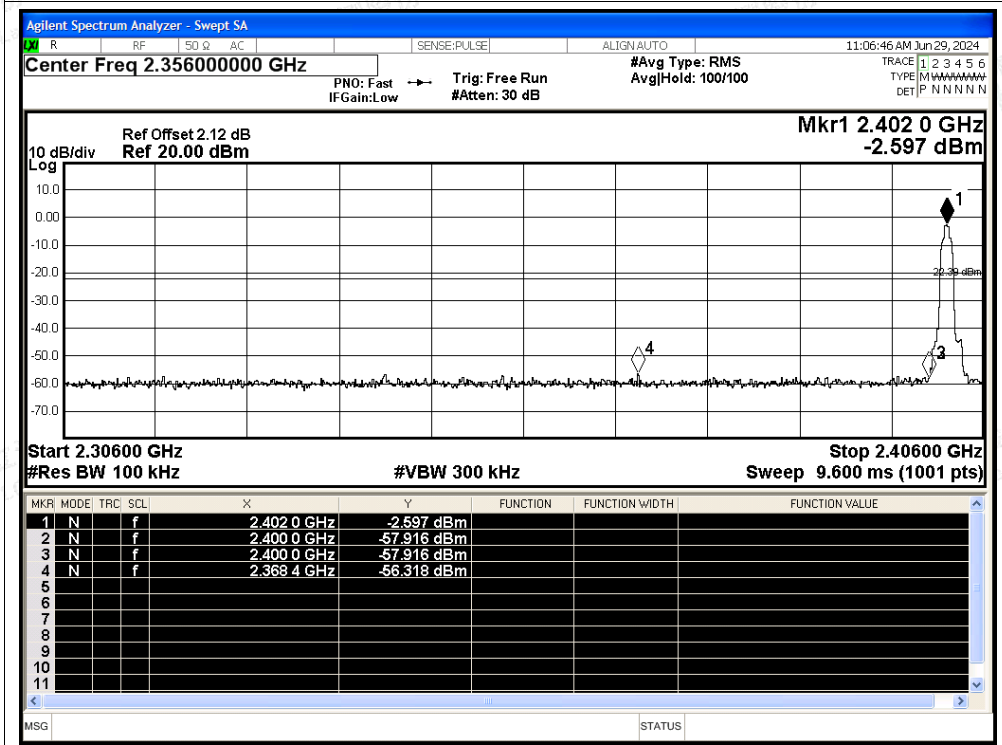 Agilent Spectrum Analyzer - Swept SA
LXI R RF 50 Ω AC SENSE:PULSE ALIGN AUTO 11:06:46 AM Jun 29, 2024
Center Freq 2.356000000 GHz
PNO: Fast
IFGain:Low
Trig: Free Run
#Atten: 30 dB
#Avg Type: RMS
Avg|Hold: 100/100
TRACE 1 2 3 4 5 6
TYPE M
DET P N N N N N
Mkr1 2.402 0 GHz
-2.597 dBm
Ref Offset 2.12 dB
10 dB/div Ref 20.00 dBm
Log
10.0
0.00
-10.0
-20.0
-30.0
-40.0
-50.0
-60.0
-70.0
1
-22.39 dBm
4
3
Start 2.30600 GHz Stop 2.40600 GHz
#Res BW 100 kHz #VBW 300 kHz Sweep 9.600 ms (1001 pts)
MKR MODE TRC SCL X Y FUNCTION FUNCTION WIDTH FUNCTION VALUE
1 N f 2.402 0 GHz -2.597 dBm
2 N f 2.400 0 GHz -57.916 dBm
3 N f 2.400 0 GHz -57.916 dBm
4 N f 2.368 4 GHz -56.318 dBm
5
6
7
8
9
10
11
MSG STATUS